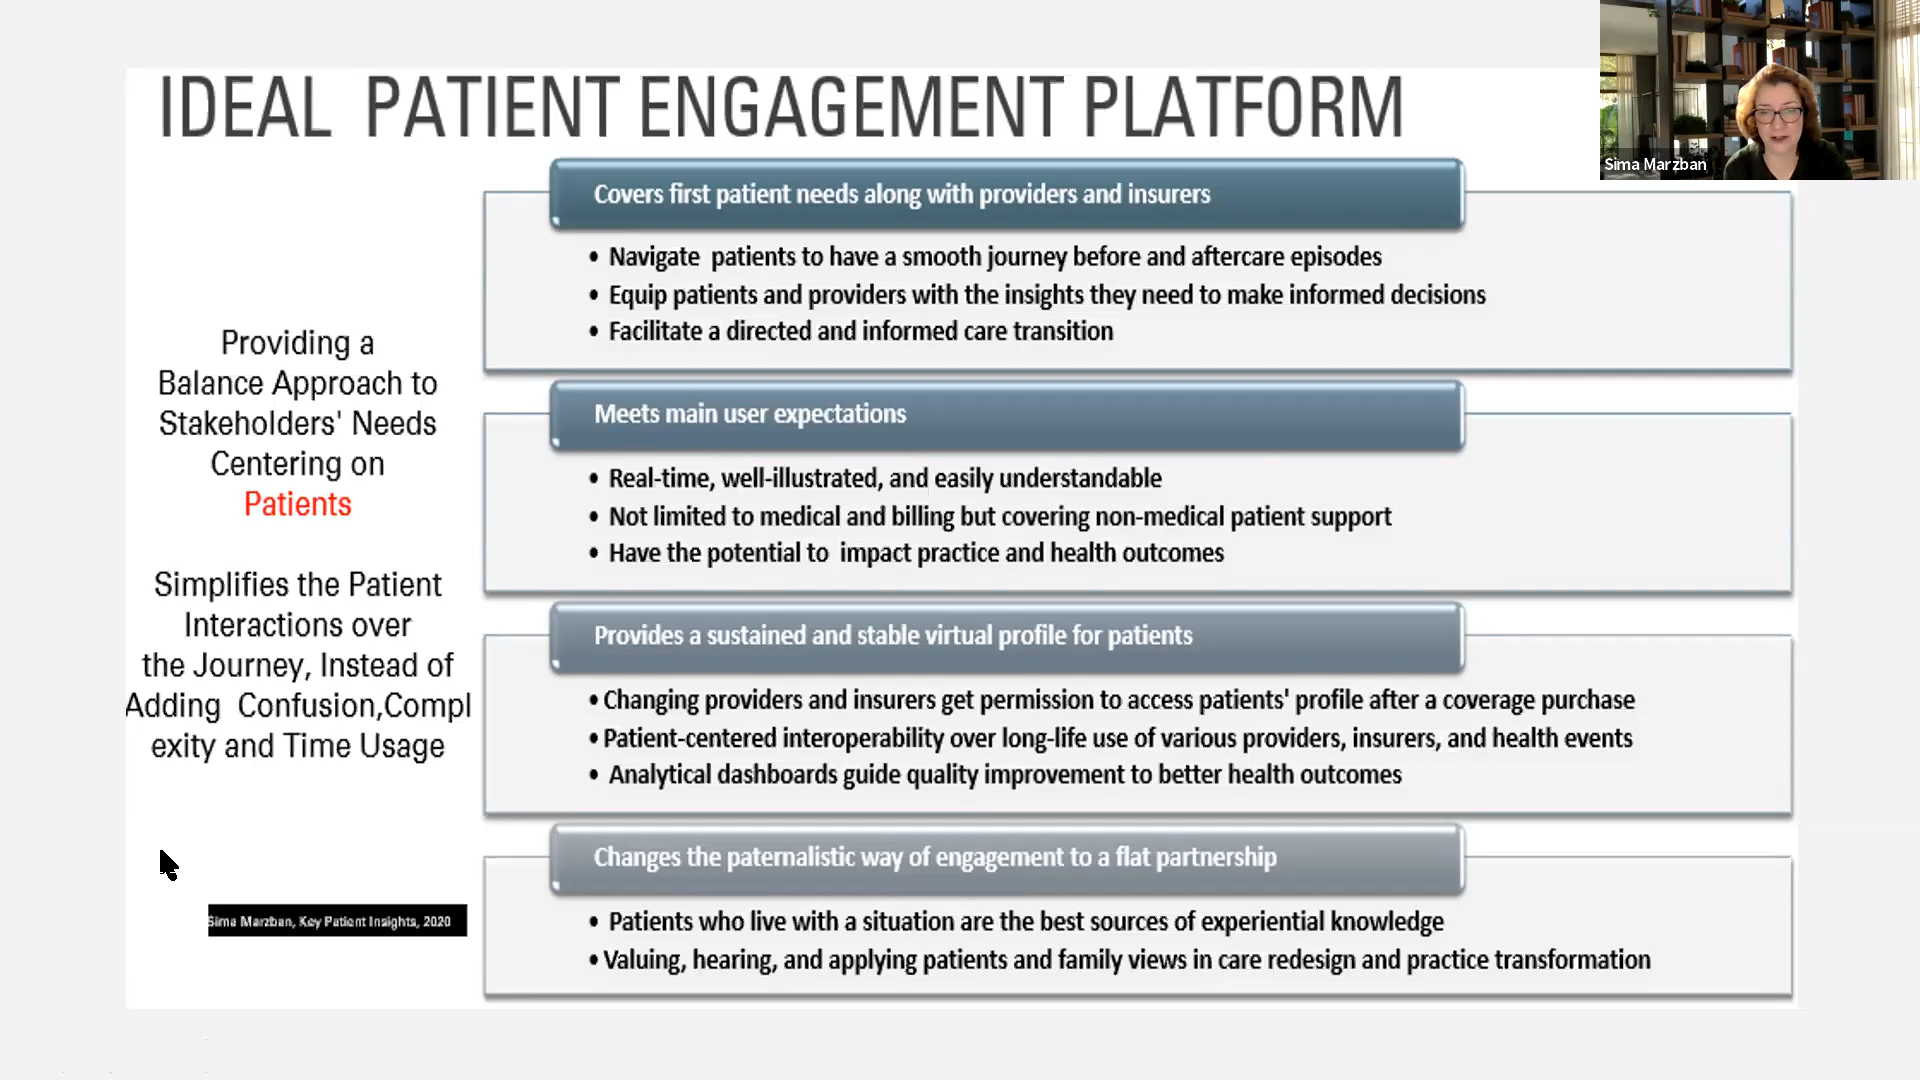 IDEAL PATIENT ENGAGEMENT PLATFORM
Sima Marzban
Providing a
Balance Approach to
Stakeholders' Needs
Centering on
Patients
Simplifies the Patient
Interactions over
the Journey, Instead of
Adding Confusion,Compl
exity and Time Usage
Sima Marzban, Key Patient Insights, 2020
Covers first patient needs along with providers and insurers
• Navigate patients to have a smooth journey before and aftercare episodes
• Equip patients and providers with the insights they need to make informed decisions
• Facilitate a directed and informed care transition
Meets main user expectations
• Real-time, well-illustrated, and easily understandable
• Not limited to medical and billing but covering non-medical patient support
• Have the potential to impact practice and health outcomes
Provides a sustained and stable virtual profile for patients
• Changing providers and insurers get permission to access patients' profile after a coverage purchase
• Patient-centered interoperability over long-life use of various providers, insurers, and health events
• Analytical dashboards guide quality improvement to better health outcomes
Changes the paternalistic way of engagement to a flat partnership
• Patients who live with a situation are the best sources of experiential knowledge
• Valuing, hearing, and applying patients and family views in care redesign and practice transformation